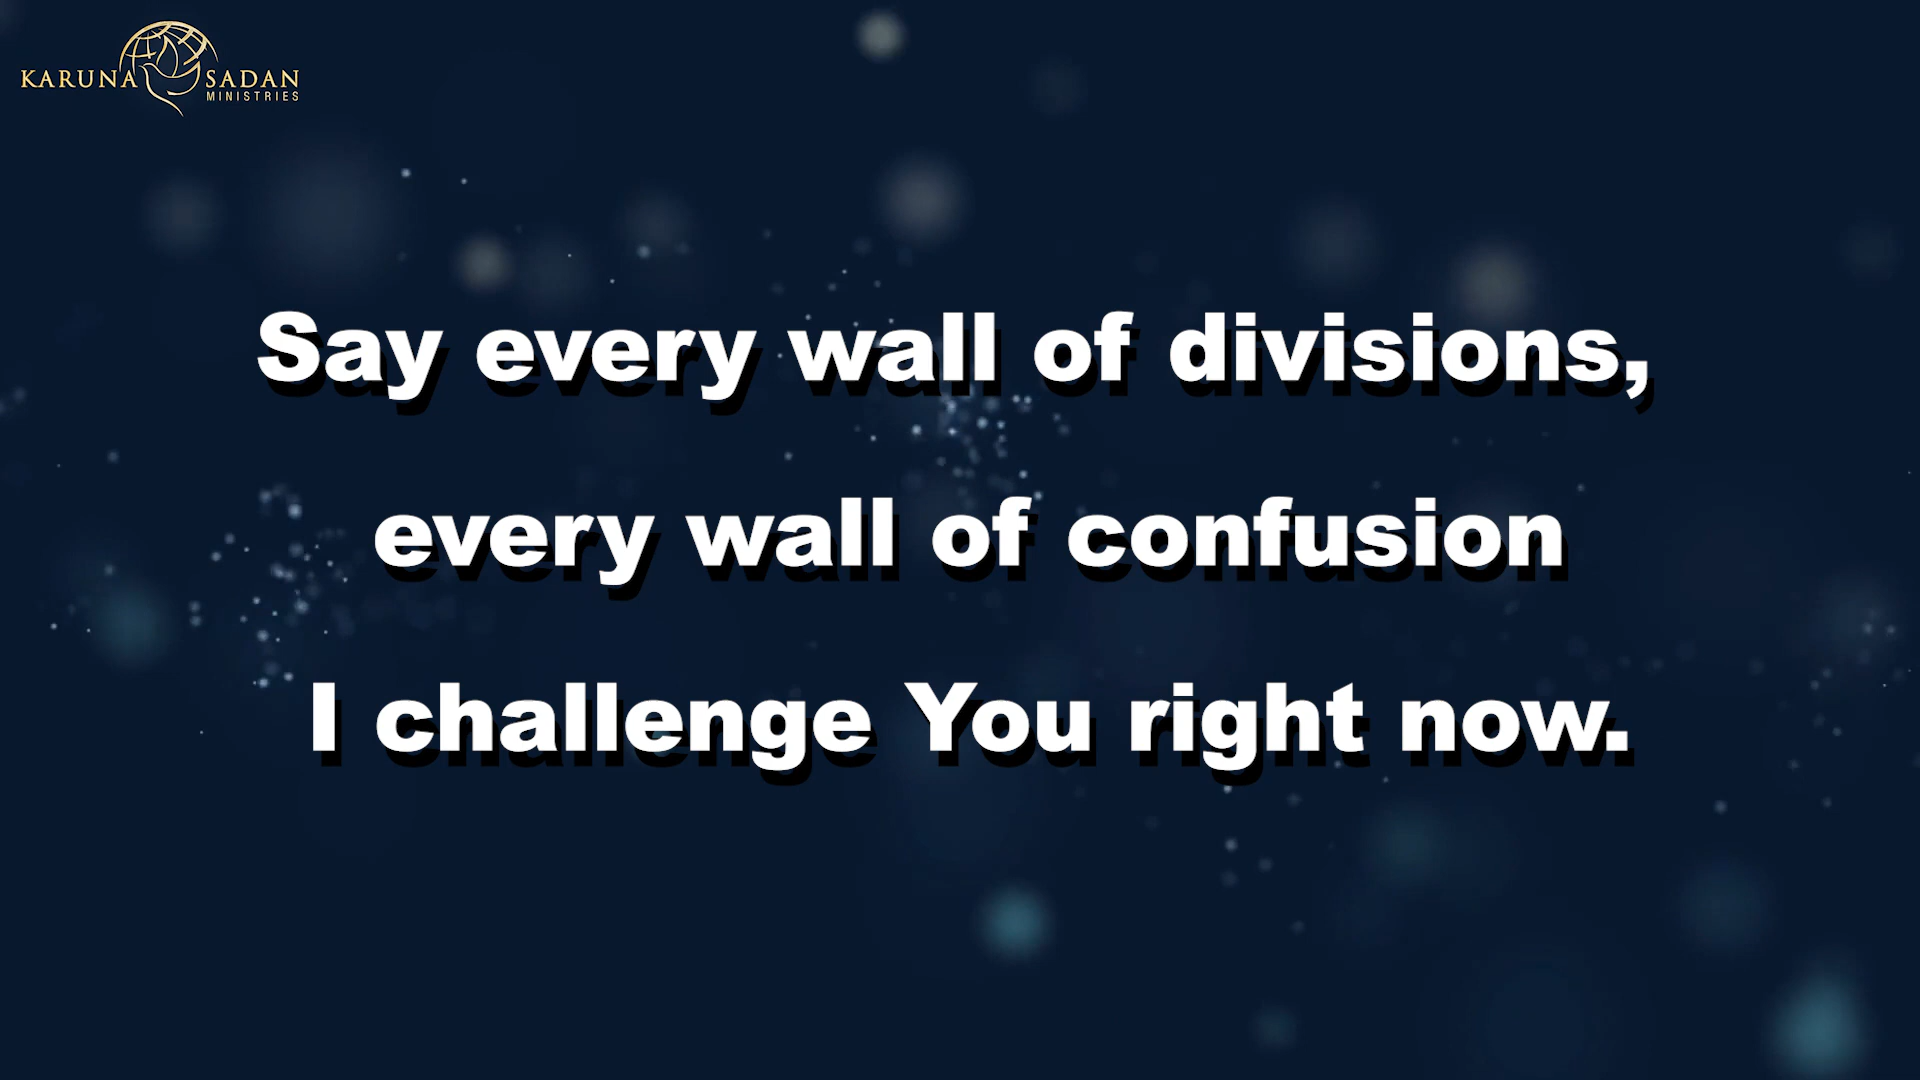 KARUNA SADAN
MINISTRIES
Say every wall of divisions,
every wall of confusion
I challenge You right now.